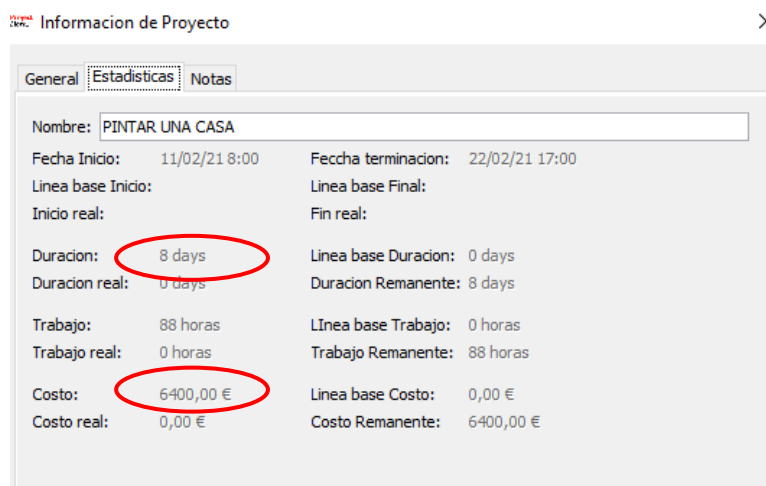 Informacion de Proyecto
General Estadisticas Notas
Nombre: PINTAR UNA CASA
Fecha Inicio: 11/02/21 8:00 Feccha terminacion: 22/02/21 17:00
Linea base Inicio: Linea base Final:
Inicio real: Fin real:
Duracion: 8 days Linea base Duracion: 0 days
Duracion real: 0 days Duracion Remanente: 8 days
Trabajo: 88 horas LInea base Trabajo: 0 horas
Trabajo real: 0 horas Trabajo Remanente: 88 horas
Costo: 6400,00 € Linea base Costo: 0,00 €
Costo real: 0,00 € Costo Remanente: 6400,00 €